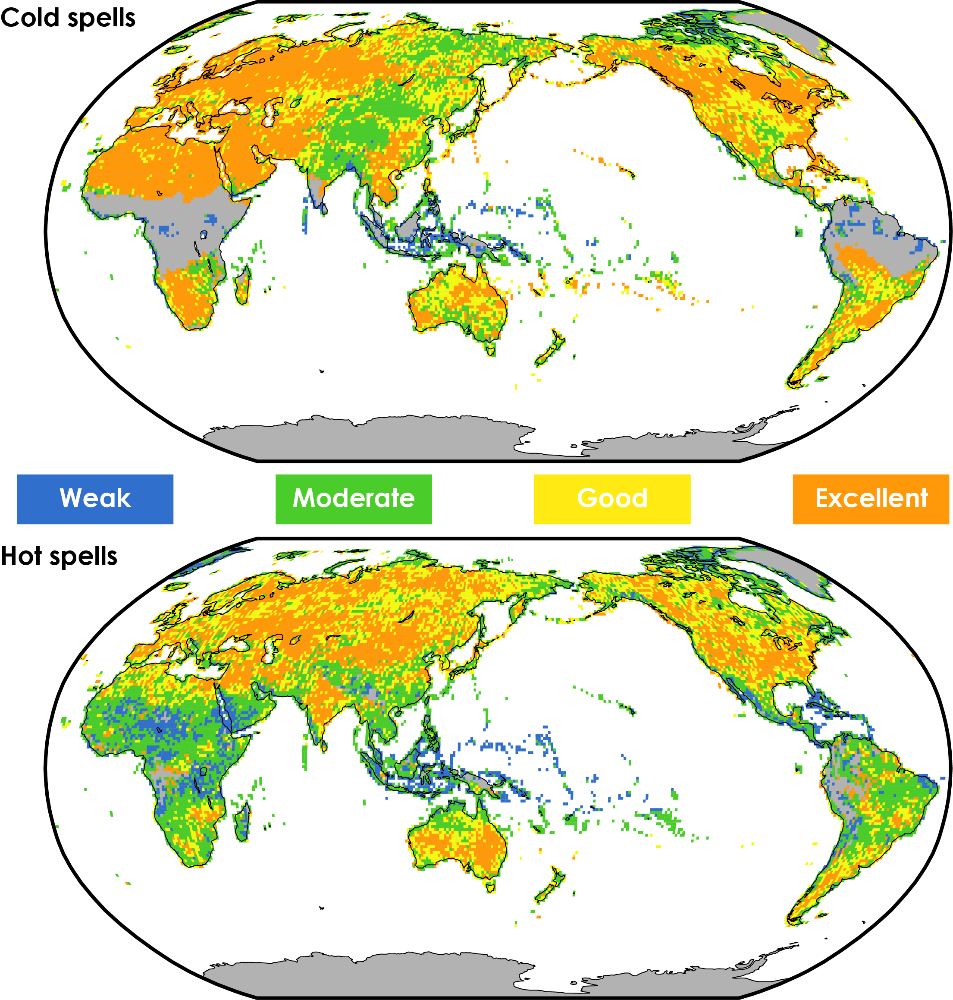 Cold spells
Weak
Moderate
Good
Excellent
Hot spells